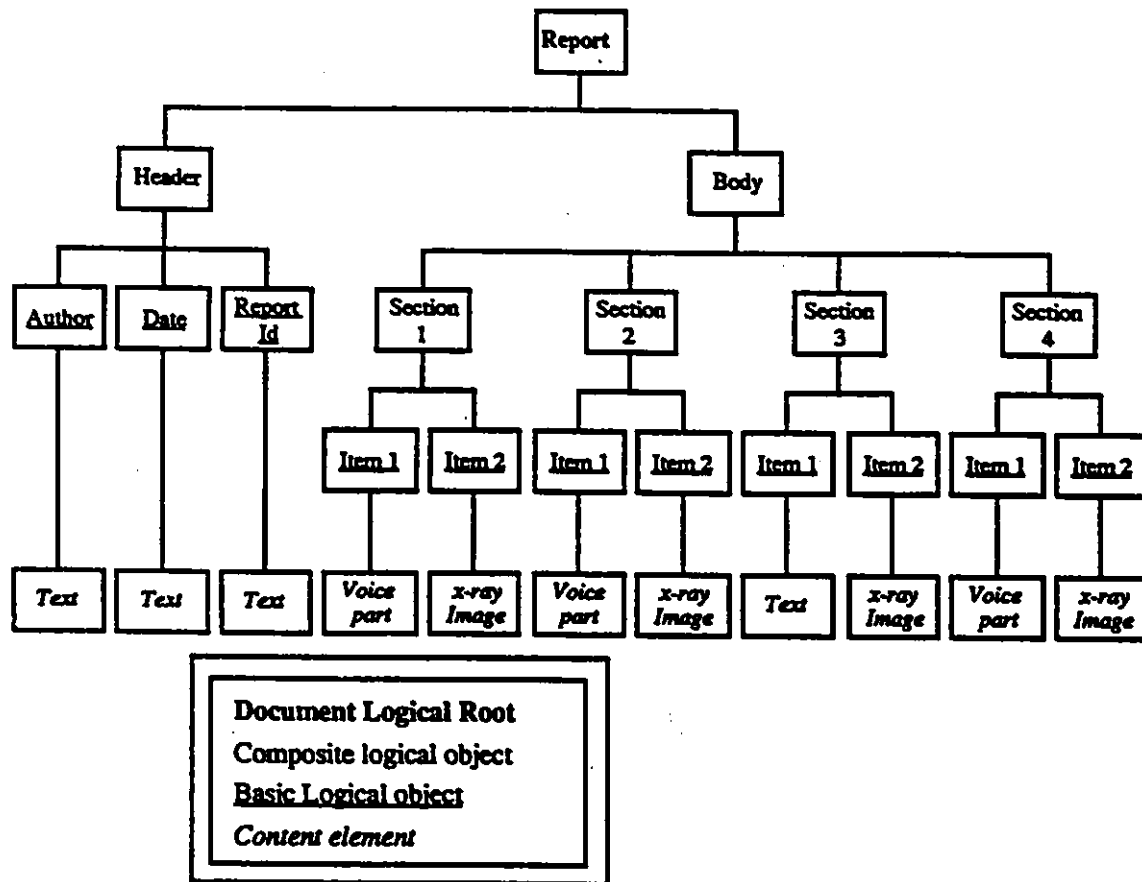 Report
Header
Body
Author
Date
Report
Id
Section
1
Section
2
Section
3
Section
4
Item 1
Item 2
Item 1
Item 2
Item 1
Item 2
Item 1
Item 2
Text
Text
Text
Voice
part
x-ray
Image
Voice
part
x-ray
Image
Text
x-ray
Image
Voice
part
x-ray
Image
Document Logical Root
Composite logical object
Basic Logical object
Content element